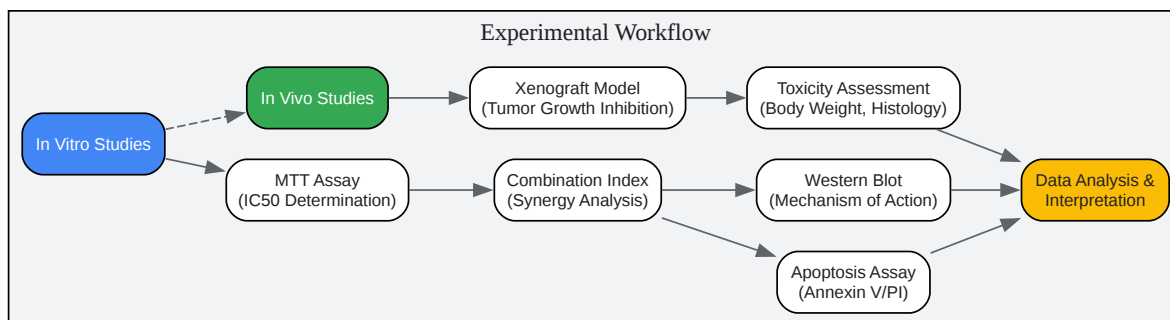 Experimental Workflow
In Vitro Studies
In Vivo Studies
Xenograft Model
(Tumor Growth Inhibition)
Toxicity Assessment
(Body Weight, Histology)
MTT Assay
(IC50 Determination)
Combination Index
(Synergy Analysis)
Western Blot
(Mechanism of Action)
Apoptosis Assay
(Annexin V/PI)
Data Analysis &
Interpretation